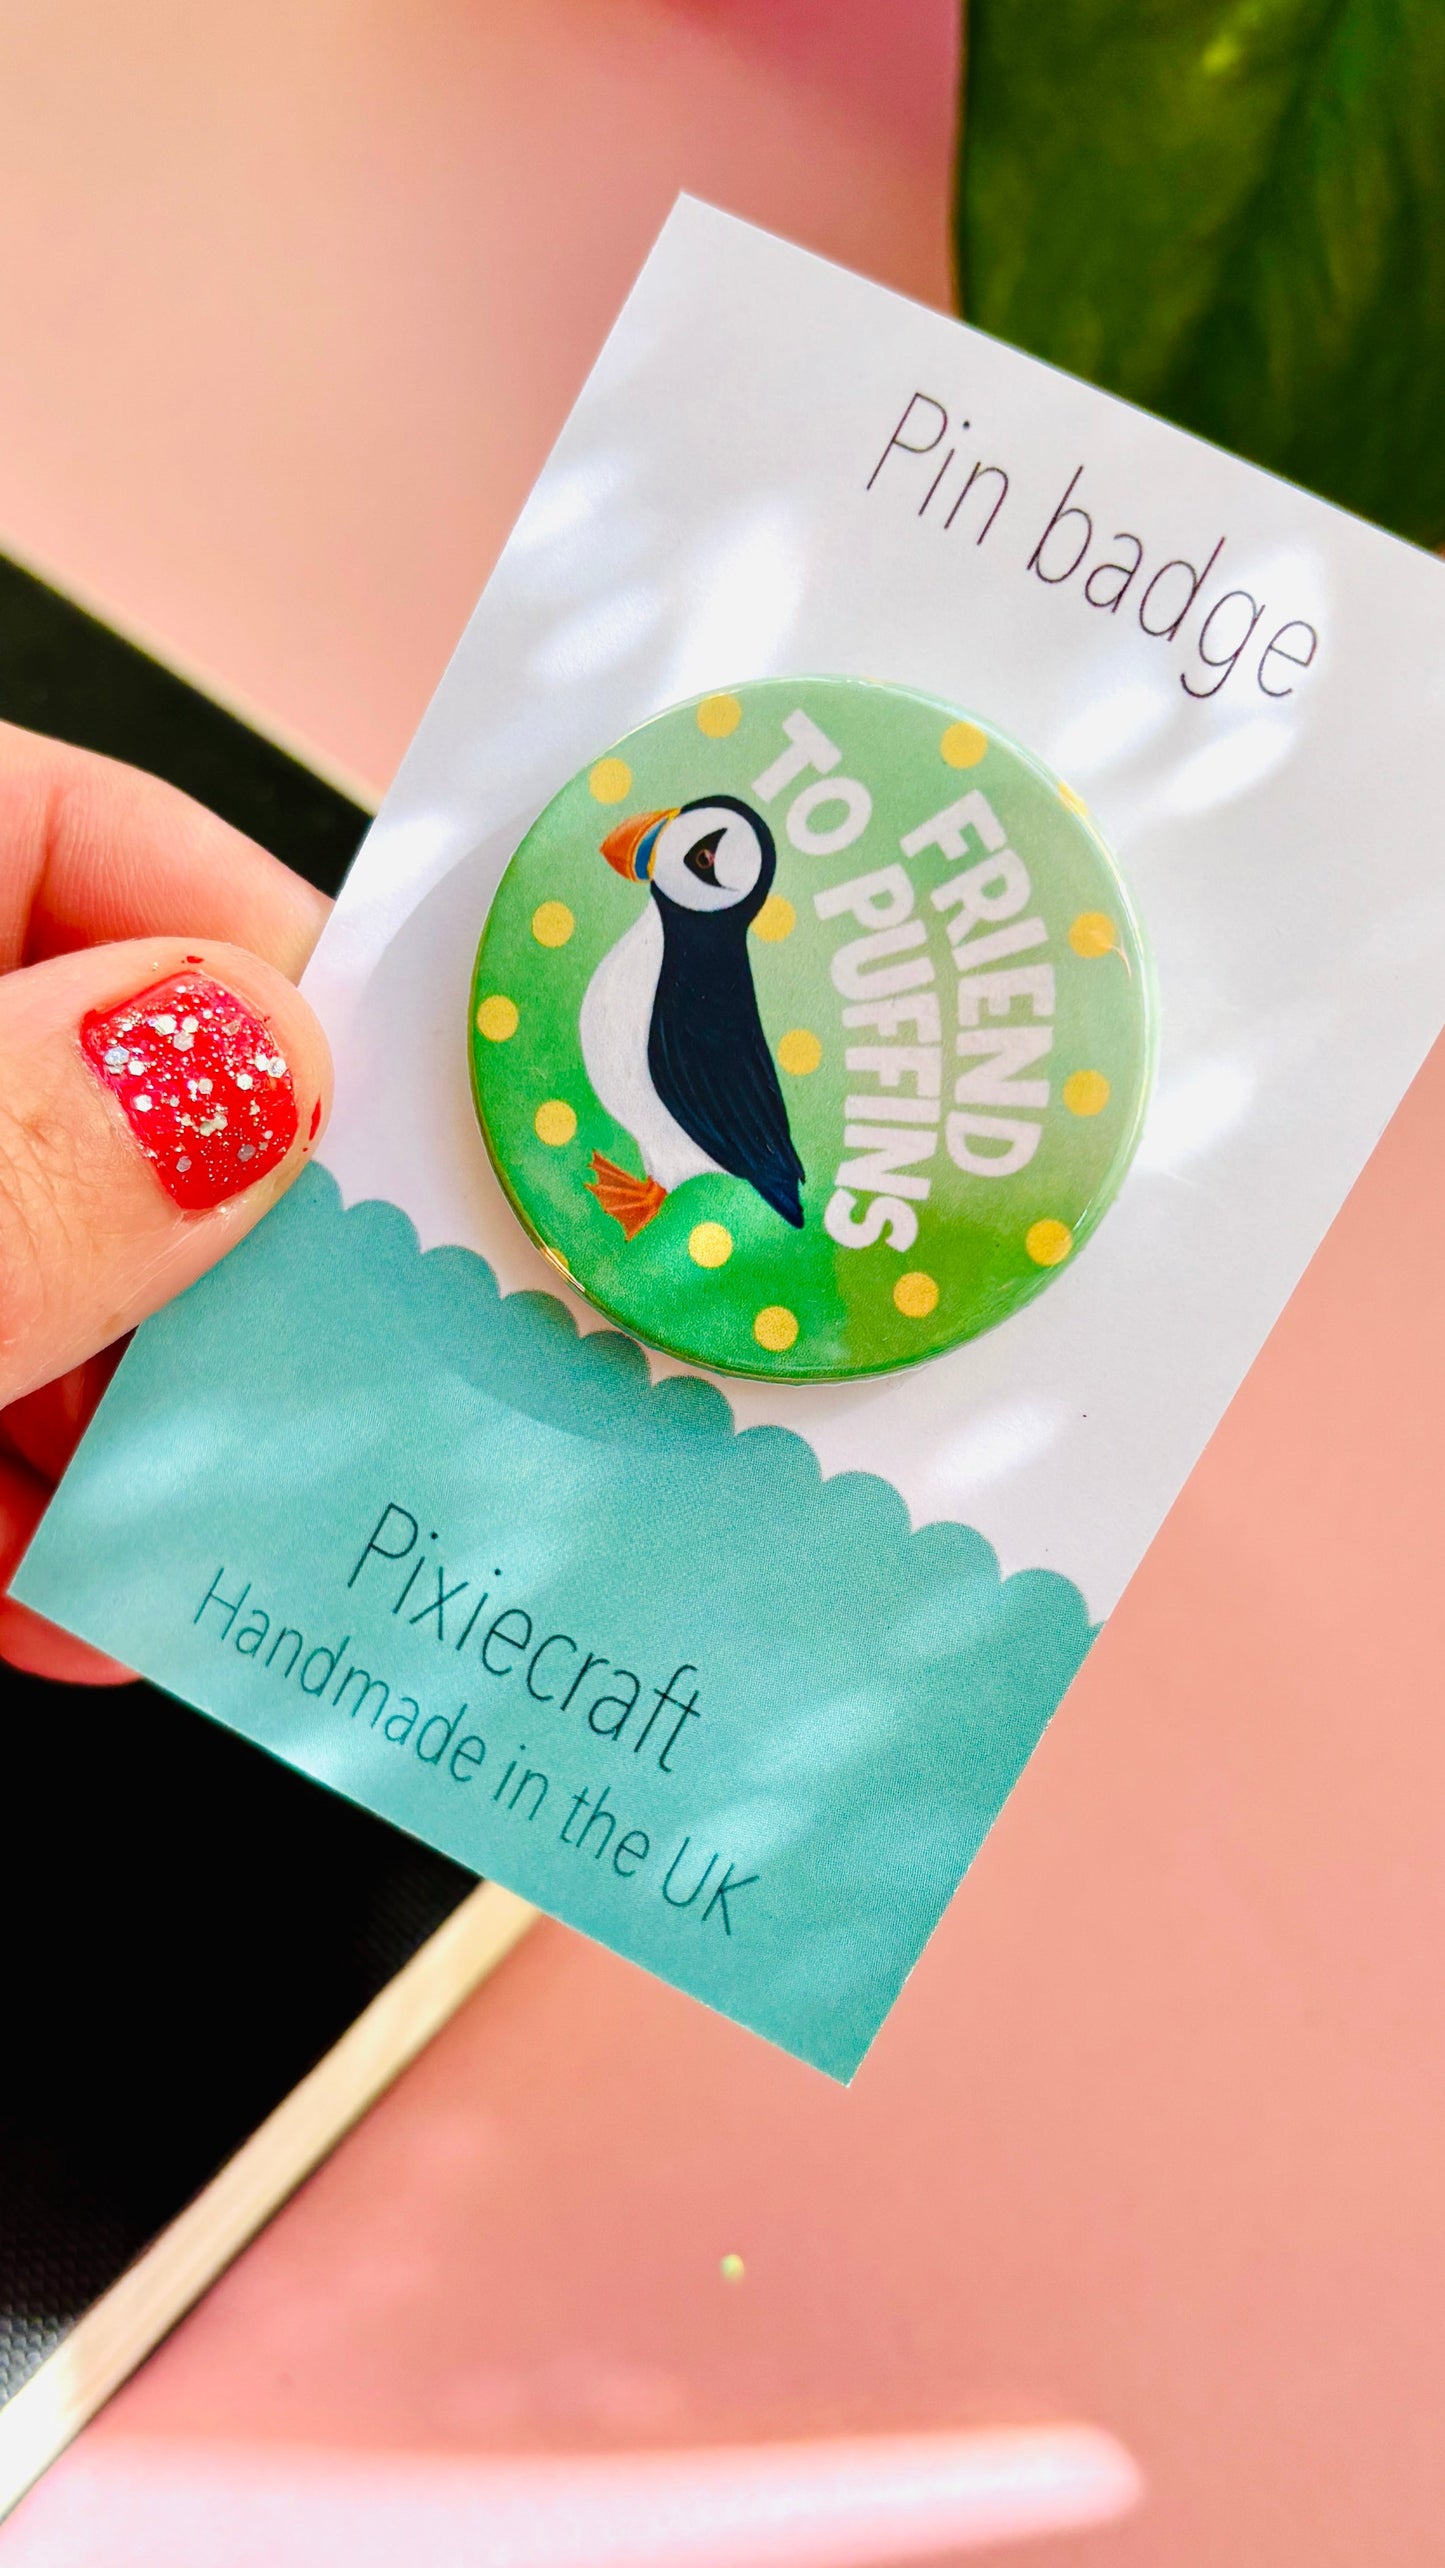 Pin badge
FRIEND
TO PUFFINS
Pixiecraft
Handmade in the UK